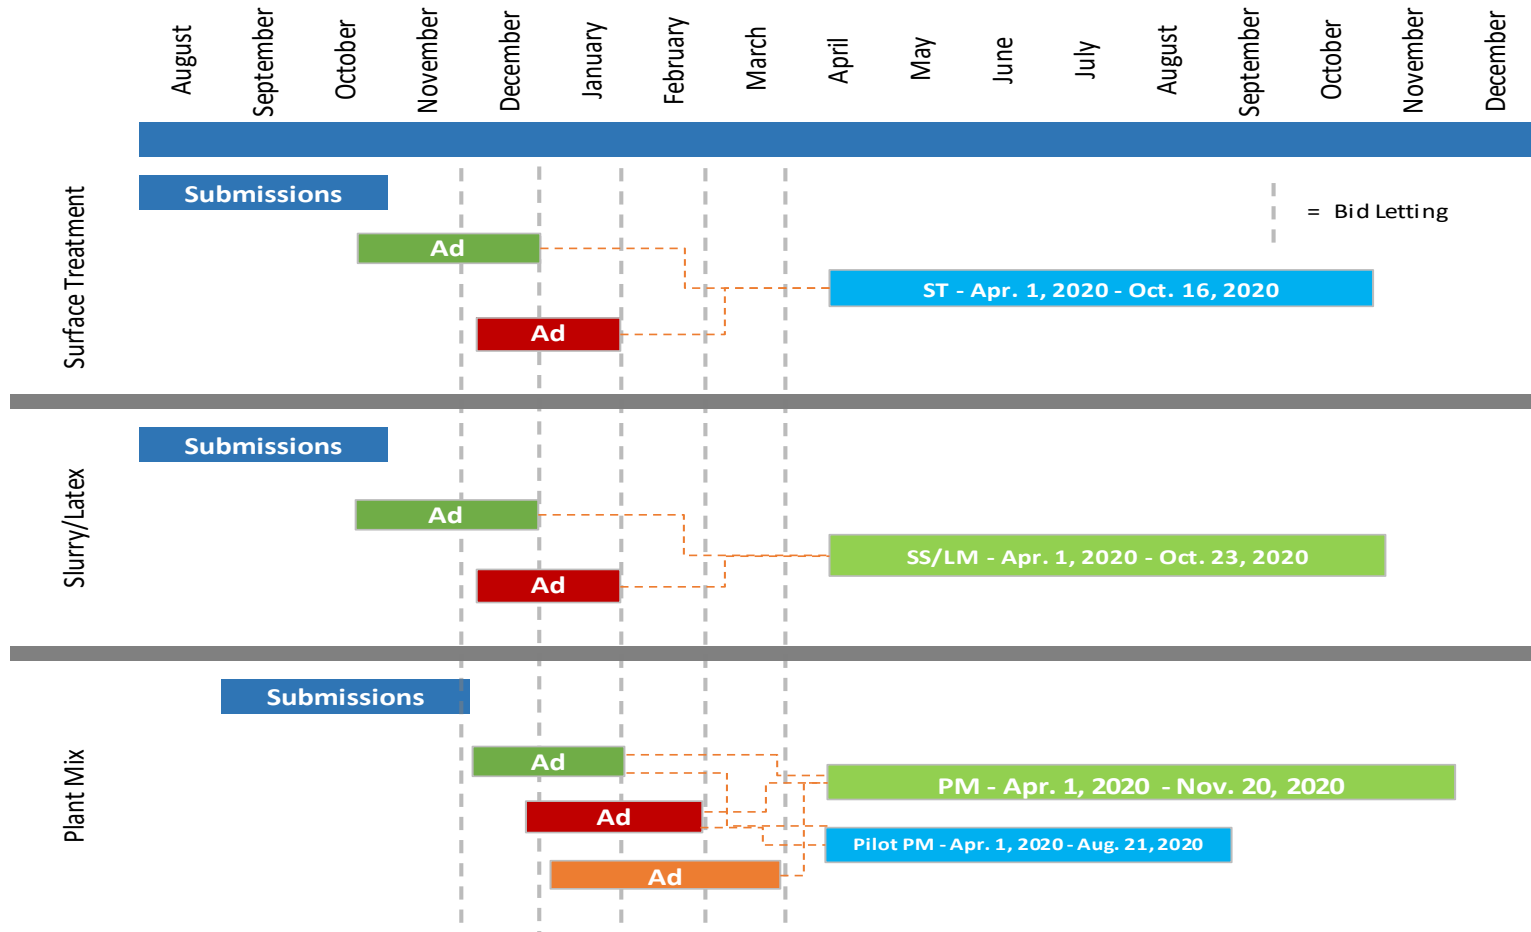 August
September
October
November
December
January
February
March
April
May
June
July
August
September
October
November
December
Surface Treatment
Submissions
= Bid Letting
Ad
ST - Apr. 1, 2020 - Oct. 16, 2020
Ad
Slurry/Latex
Submissions
Ad
SS/LM - Apr. 1, 2020 - Oct. 23, 2020
Ad
Plant Mix
Submissions
Ad
PM - Apr. 1, 2020 - Nov. 20, 2020
Ad
Pilot PM - Apr. 1, 2020 - Aug. 21, 2020
Ad